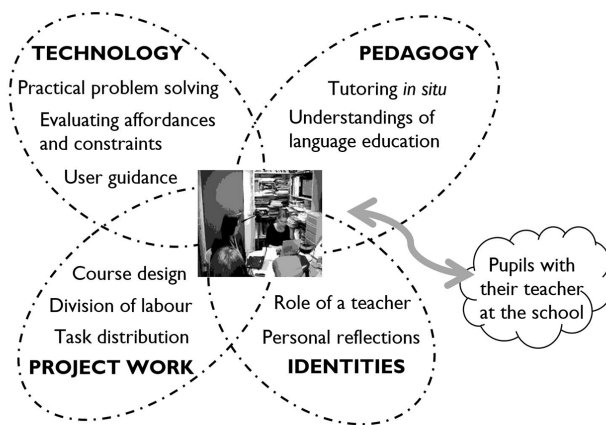 TECHNOLOGY
Practical problem solving
Evaluating affordances
and constraints
User guidance
PEDAGOGY
Tutoring in situ
Understandings of
language education
Course design
Division of labour
Task distribution
PROJECT WORK
Role of a teacher
Personal reflections
IDENTITIES
Pupils with
their teacher
at the school